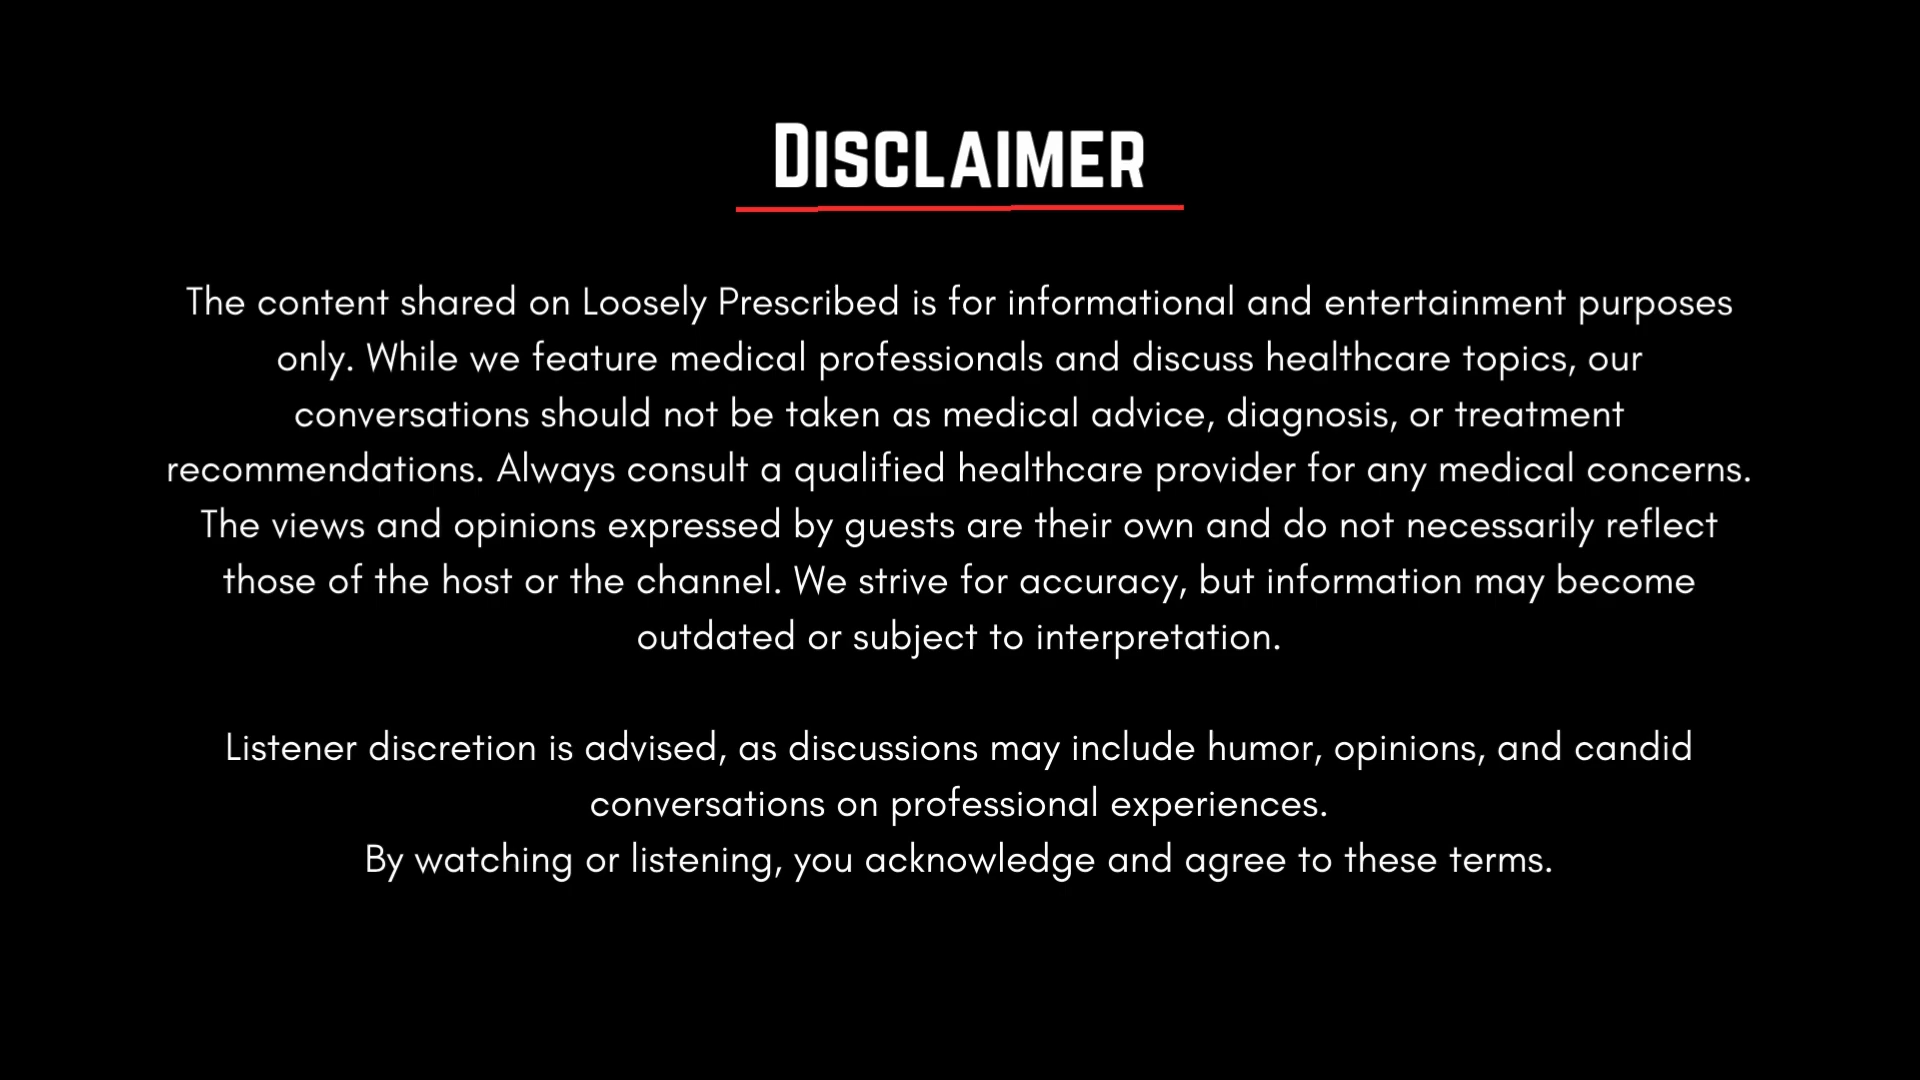 DISCLAIMER
The content shared on Loosely Prescribed is for informational and entertainment purposes
only. While we feature medical professionals and discuss healthcare topics, our
conversations should not be taken as medical advice, diagnosis, or treatment
recommendations. Always consult a qualified healthcare provider for any medical concerns.
The views and opinions expressed by guests are their own and do not necessarily reflect
those of the host or the channel. We strive for accuracy, but information may become
outdated or subject to interpretation.
Listener discretion is advised, as discussions may include humor, opinions, and candid
conversations on professional experiences.
By watching or listening, you acknowledge and agree to these terms.